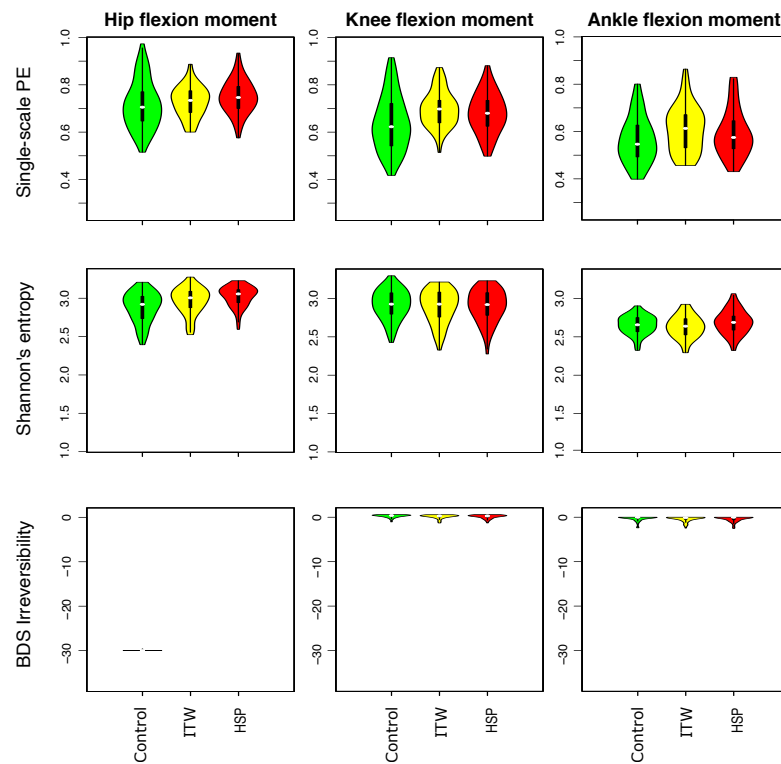 Hip flexion moment
Knee flexion moment
Ankle flexion moment
Single-scale PE
1.0
0.8
0.6
0.4
1.0
0.8
0.6
0.4
1.0
0.8
0.6
0.4
Shannon's entropy
3.0
2.5
2.0
1.5
1.0
3.0
2.5
2.0
1.5
1.0
3.0
2.5
2.0
1.5
1.0
BDS Irreversibility
0
−10
−20
−30
0
−10
−20
−30
0
−10
−20
−30
Control
ITW
HSP
Control
ITW
HSP
Control
ITW
HSP